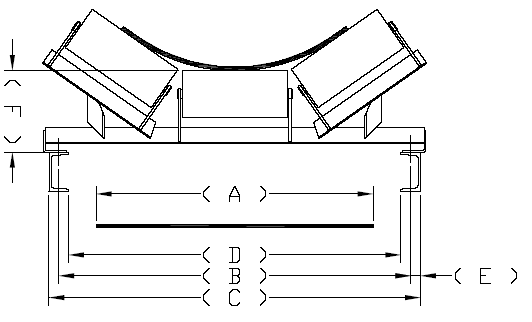 ( F )
( A )
( D )
( B )
( E )
( C )